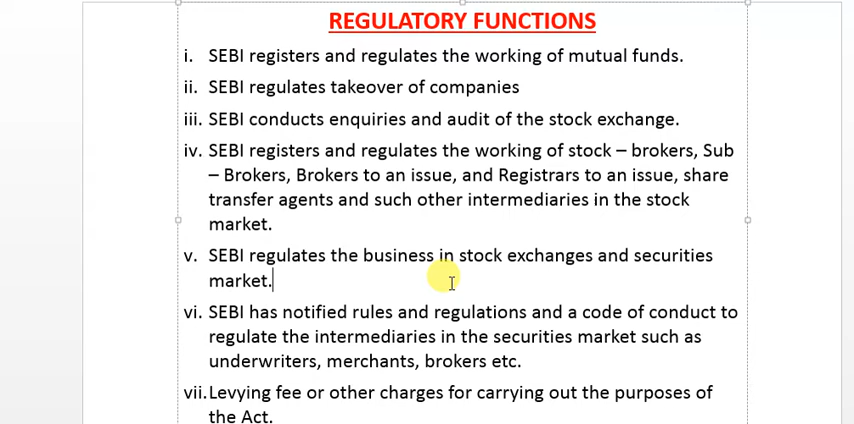 REGULATORY FUNCTIONS
i. SEBI registers and regulates the working of mutual funds.
ii. SEBI regulates takeover of companies
iii. SEBI conducts enquiries and audit of the stock exchange.
iv. SEBI registers and regulates the working of stock – brokers, Sub
– Brokers, Brokers to an issue, and Registrars to an issue, share
transfer agents and such other intermediaries in the stock
market.
v. SEBI regulates the business in stock exchanges and securities
market.
vi. SEBI has notified rules and regulations and a code of conduct to
regulate the intermediaries in the securities market such as
underwriters, merchants, brokers etc.
vii. Levying fee or other charges for carrying out the purposes of
the Act.